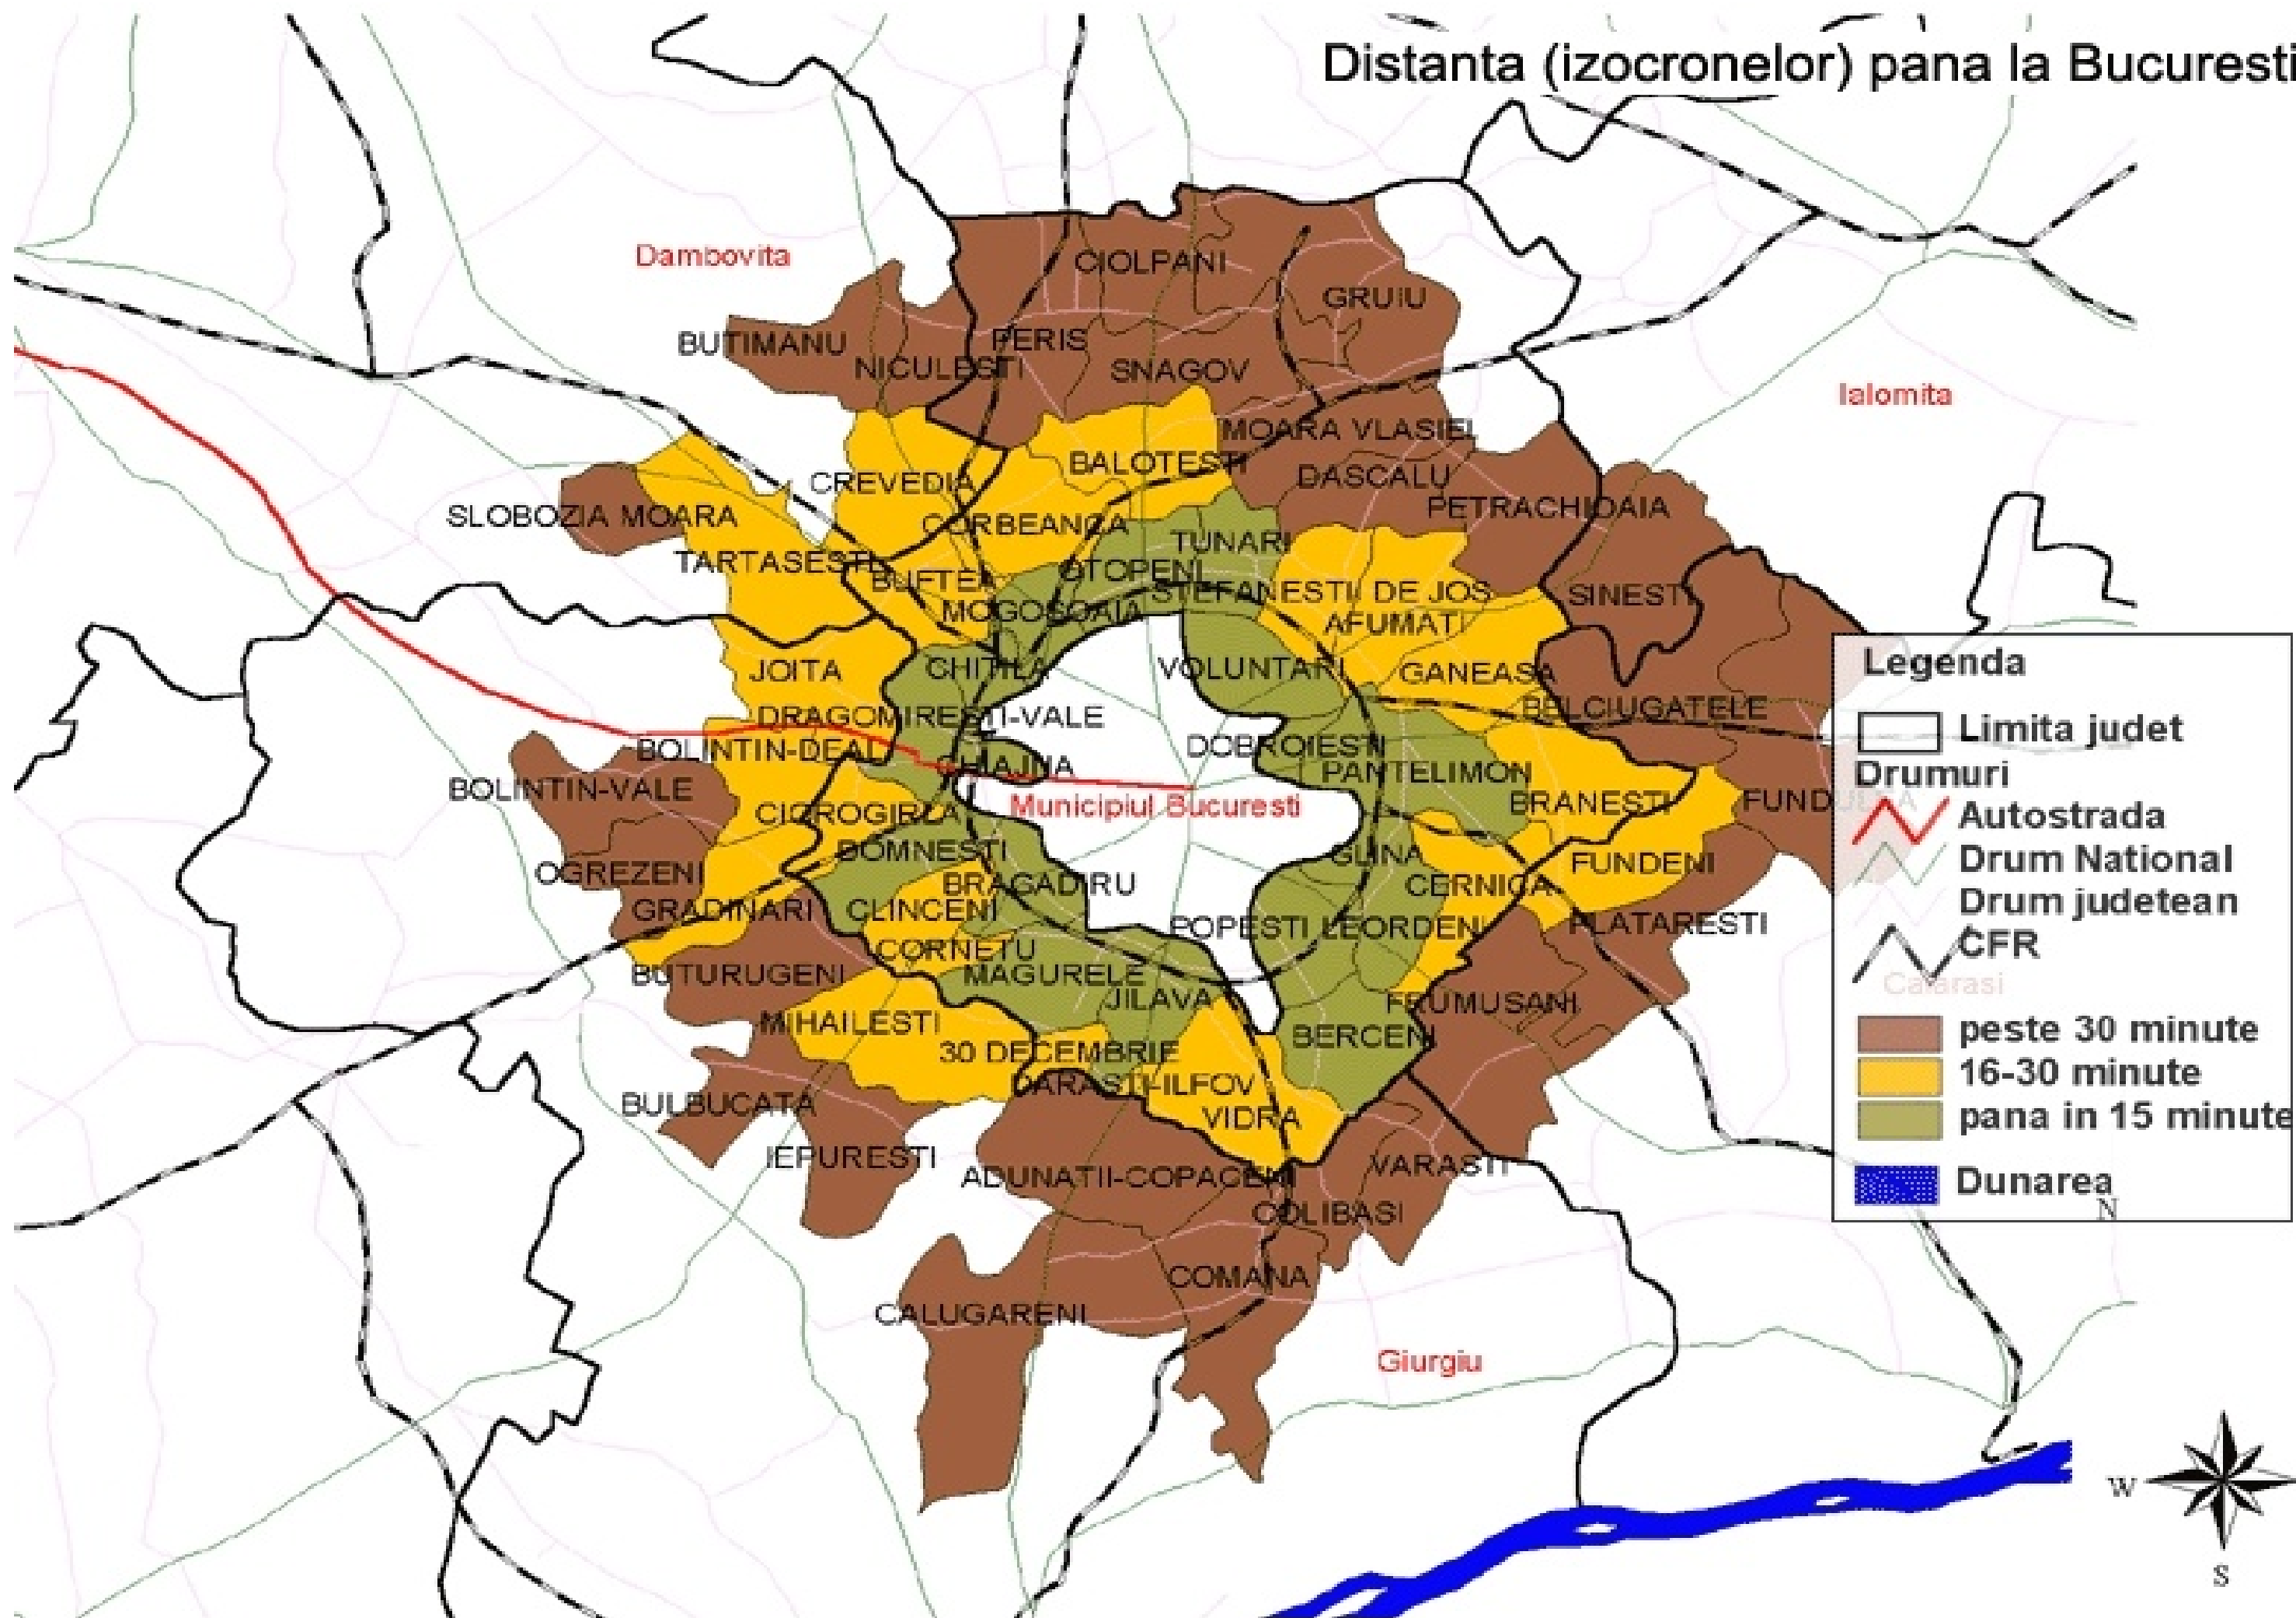 Distanta (izocronelor) pana la Bucuresti
Dambovita
CIOLPANI
GRUIU
BUTIMANU
PERIS
NICULESTI
SNAGOV
Ialomita
MOARA VLASIEI
BALOTESTI
CREVEDIA
DASCALU
PETRACHIOAIA
SLOBOZIA MOARA
CORBEANCA
TUNARI
TARTASESTI
OTOPENI
BUFTEA
STEFANESTII DE JOS
SINESTI
MOGOSOAIA
AFUMATI
JOITA
CHITILA
VOLUNTARI
GANEASA
BELCIUGATELE
DRAGOMIRESTI-VALE
BOLINTIN-DEAL
DOBROIESTI
CHIAJNA
PANTELIMON
BOLINTIN-VALE
Municipiul Bucuresti
BRANESTI
FUNDULEA
CIOROGIRLA
DOMNESTI
GLINA
FUNDENI
OGREZENI
BRAGADIRU
CERNICA
GRADINARI
CLINCENI
POPESTI LEORDENI
PLATARESTI
CORNETU
BUTURUGENI
MAGURELE
JILAVA
FRUMUSANI
MIHAILESTI
BERCENI
30 DECEMBRIE
DARASTI-ILFOV
BULBUCATA
VIDRA
IEPURESTI
VARASTI
ADUNATII-COPACENI
COLIBASI
COMANA
CALUGARENI
Giurgiu
Legenda
Limita judet
Drumuri
Autostrada
Drum National
Drum judetean
CFR
Calarasi
peste 30 minute
16-30 minute
pana in 15 minute
Dunarea
N
W
S